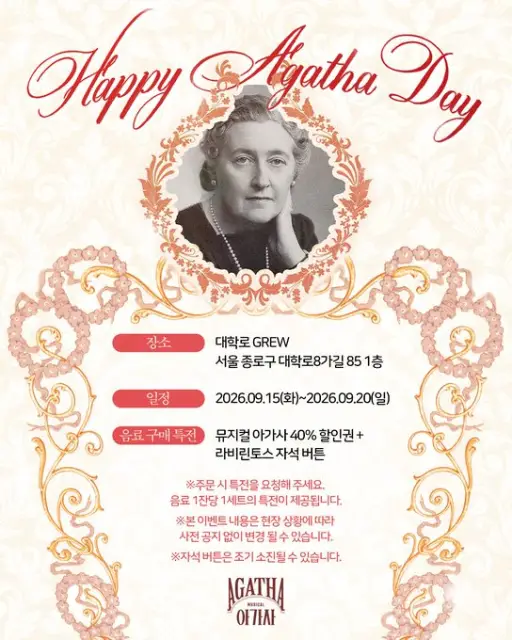 Happy Agatha Day
장소
대학로 GREW
서울 종로구 대학로8가길 85 1층
일정
2026.09.15(화)~2026.09.20(일)
음료 구매 특전
뮤지컬 아가사 40% 할인권 +
라비린토스 자석 버튼
※주문 시 특전을 요청해 주세요.
음료 1잔당 1세트의 특전이 제공됩니다.
※본 이벤트 내용은 현장 상황에 따라
사전 공지 없이 변경 될 수 있습니다.
※자석 버튼은 조기 소진될 수 있습니다.
AGATHA
MUSICAL
아가사